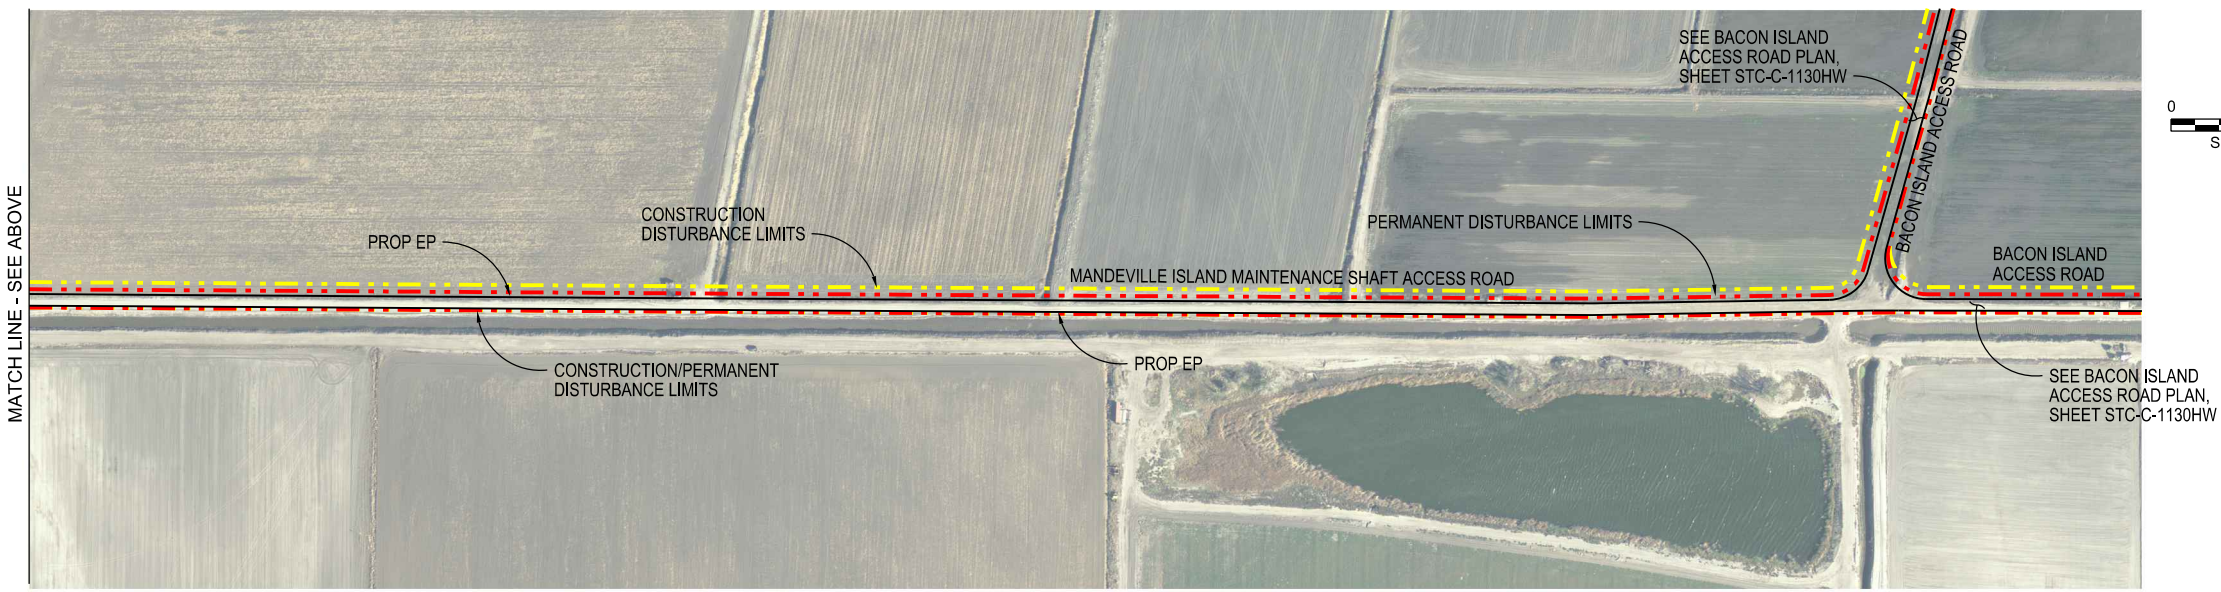 SEE BACON ISLAND
ACCESS ROAD PLAN,
SHEET STC-C-1130HW
BACON ISLAND ACCESS ROAD
0
S
MATCH LINE - SEE ABOVE
PROP EP
CONSTRUCTION
DISTURBANCE LIMITS
PERMANENT DISTURBANCE LIMITS
MANDEVILLE ISLAND MAINTENANCE SHAFT ACCESS ROAD
BACON ISLAND
ACCESS ROAD
CONSTRUCTION/PERMANENT
DISTURBANCE LIMITS
PROP EP
SEE BACON ISLAND
ACCESS ROAD PLAN,
SHEET STC-C-1130HW